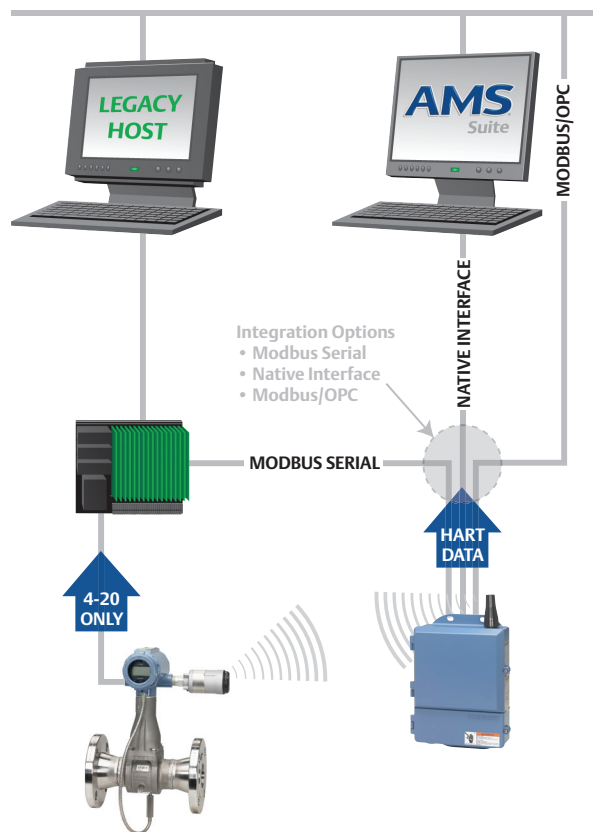 LEGACY
HOST
AMS
Suite
MODBUS/OPC
NATIVE INTERFACE
Integration Options
• Modbus Serial
• Native Interface
• Modbus/OPC
MODBUS SERIAL
HART
DATA
4-20
ONLY